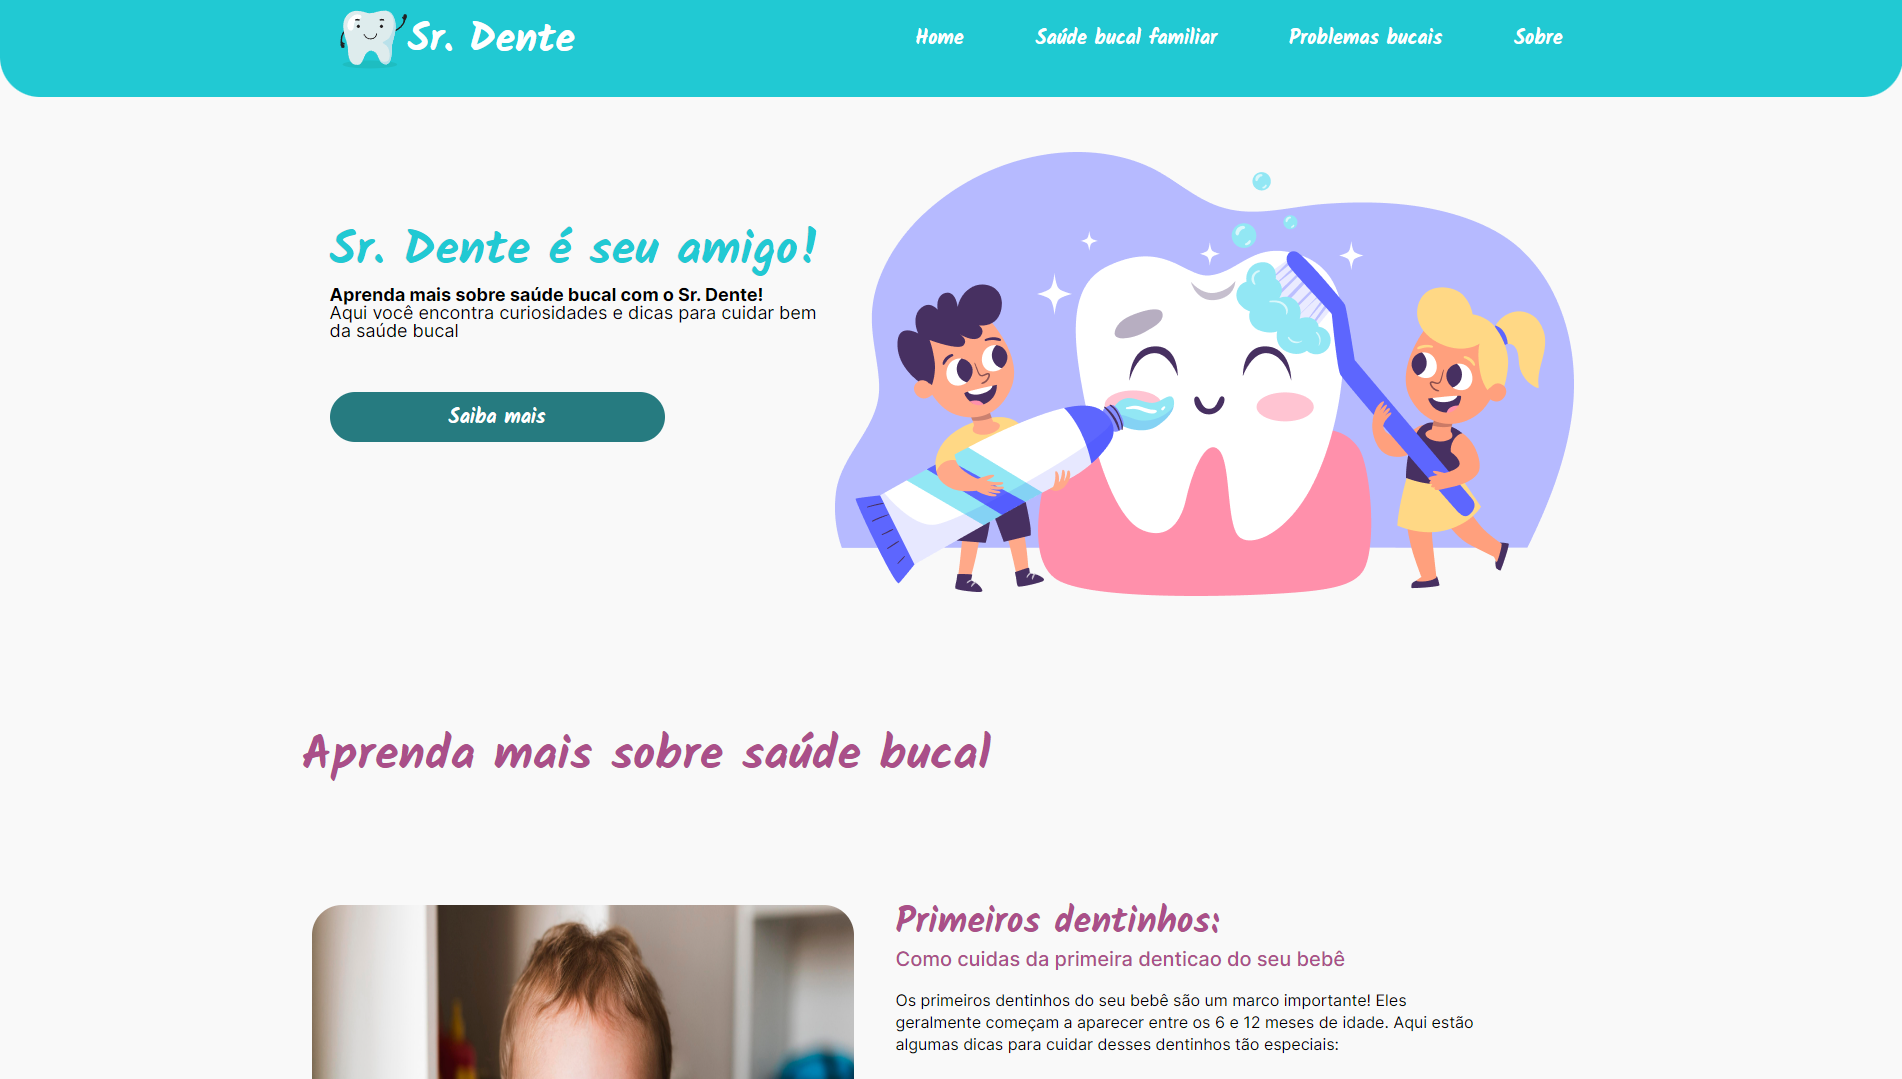 Sr. Dente
Home
Saúde bucal familiar
Problemas bucais
Sobre
Sr. Dente é seu amigo!
Aprenda mais sobre saúde bucal com o Sr. Dente!
Aqui você encontra curiosidades e dicas para cuidar bem
da saúde bucal
Saiba mais
Aprenda mais sobre saúde bucal
Primeiros dentinhos:
Como cuidas da primeira denticao do seu bebê
Os primeiros dentinhos do seu bebê são um marco importante! Eles
geralmente começam a aparecer entre os 6 e 12 meses de idade. Aqui estão
algumas dicas para cuidar desses dentinhos tão especiais: